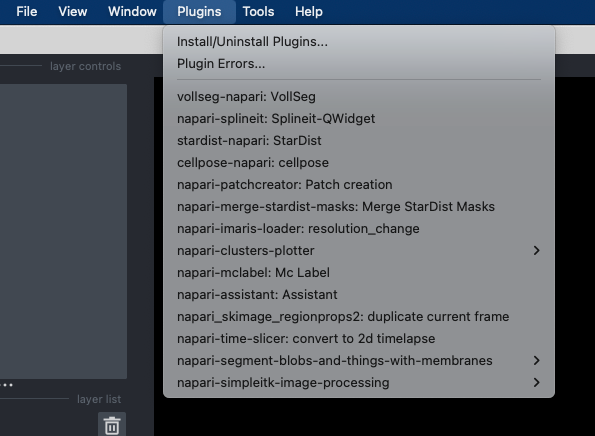 File View Window Plugins Tools Help
layer controls
Install/Uninstall Plugins...
Plugin Errors...
vollseg-napari: VollSeg
napari-splineit: Splineit-QWidget
stardist-napari: StarDist
cellpose-napari: cellpose
napari-patchcreator: Patch creation
napari-merge-stardist-masks: Merge StarDist Masks
napari-imaris-loader: resolution_change
napari-clusters-plotter
napari-mclabel: Mc Label
napari-assistant: Assistant
napari_skimage_regionprops2: duplicate current frame
napari-time-slicer: convert to 2d timelapse
napari-segment-blobs-and-things-with-membranes
napari-simpleitk-image-processing
layer list